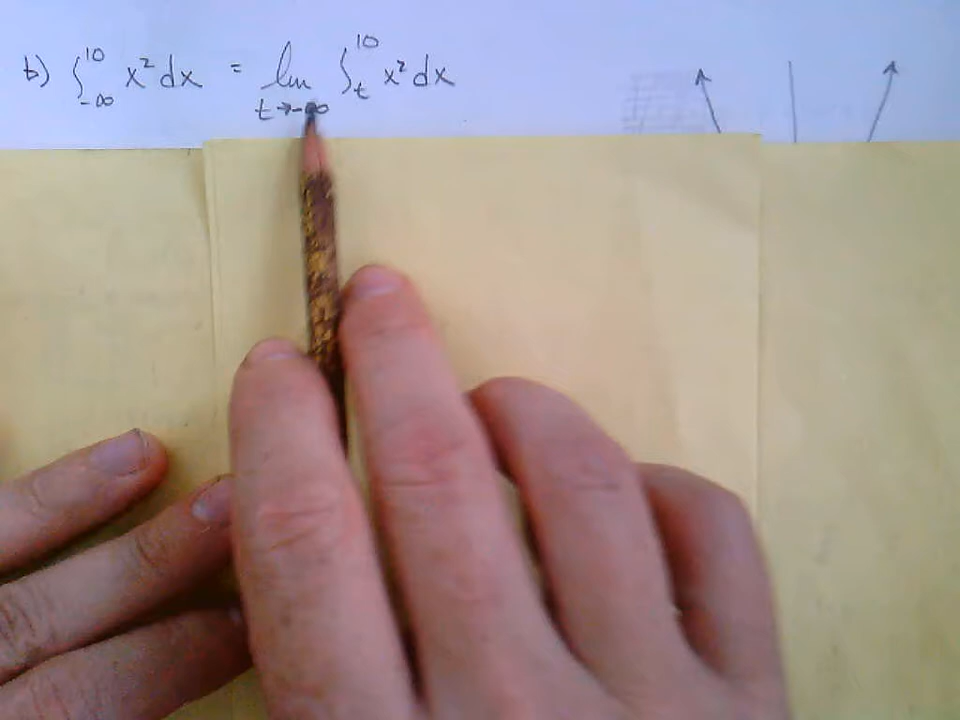 b) ∫_{-∞}^{10} x² dx = lim_{t→-∞} ∫_t^{10} x² dx